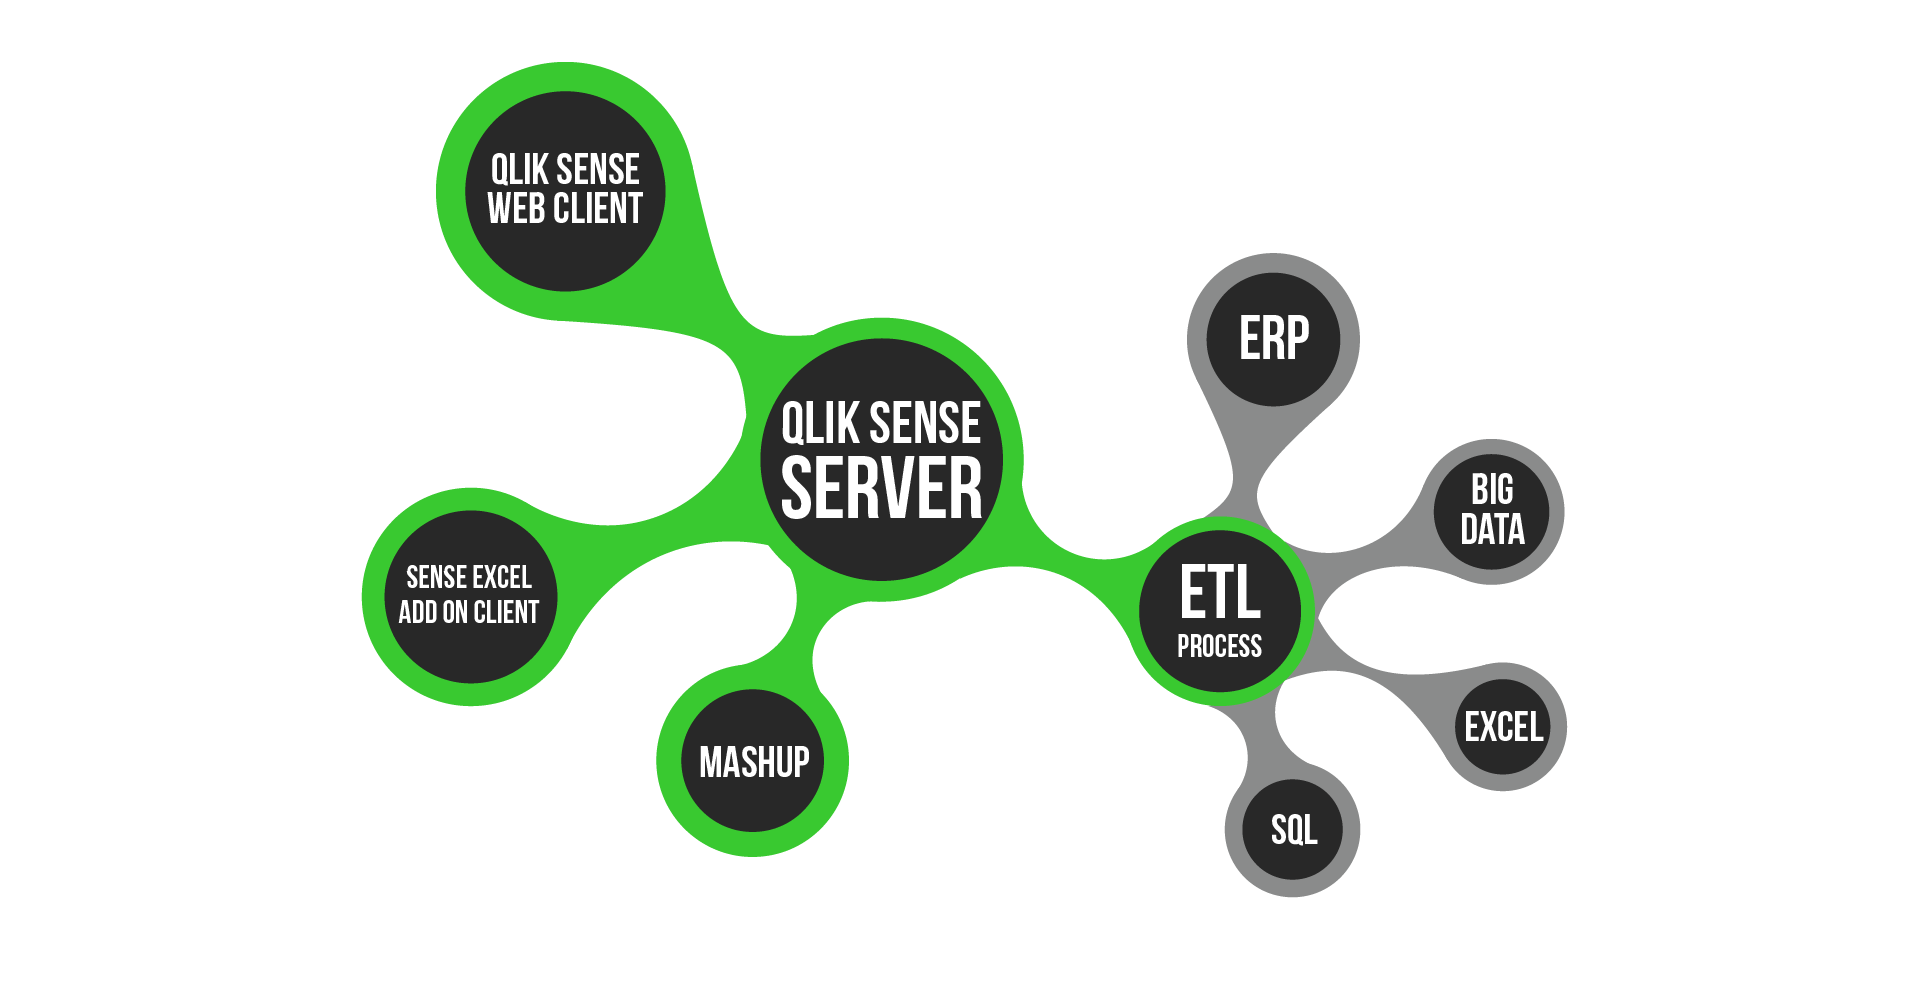 QLIK SENSE
WEB CLIENT
QLIK SENSE
SERVER
SENSE EXCEL
ADD ON CLIENT
MASHUP
ERP
BIG
DATA
ETL
PROCESS
EXCEL
SQL